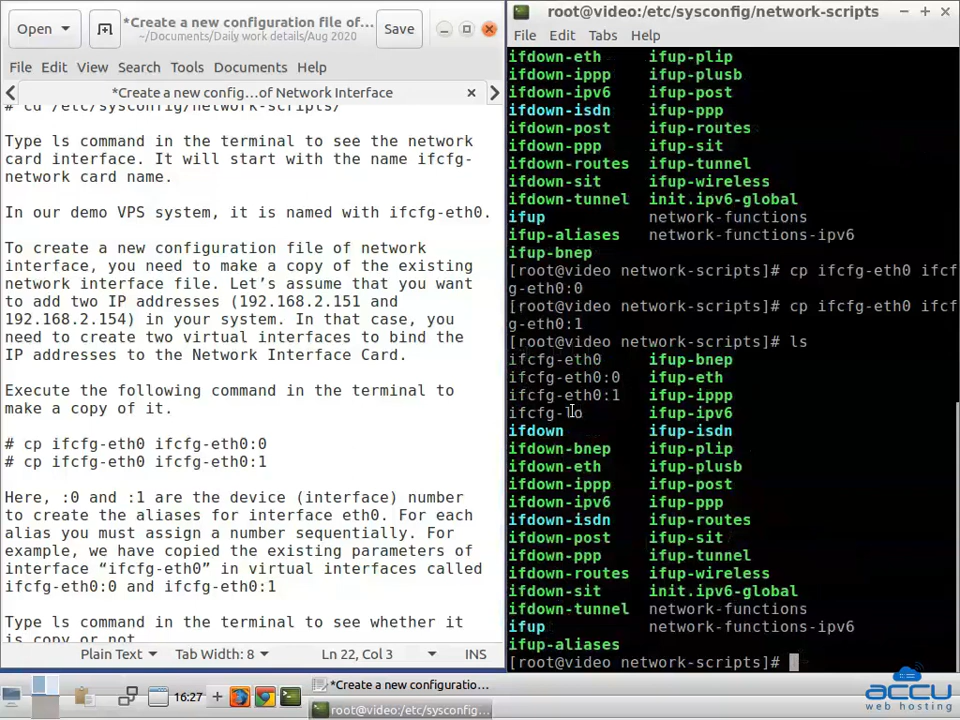 Open
*Create a new configuration file of...
~/Documents/Daily work details/Aug 2020
Save
File Edit View Search Tools Documents Help
*Create a new config...of Network Interface
# cd /etc/sysconfig/network-scripts/
Type ls command in the terminal to see the network
card interface. It will start with the name ifcfg-
network card name.
In our demo VPS system, it is named with ifcfg-eth0.
To create a new configuration file of network
interface, you need to make a copy of the existing
network interface file. Let’s assume that you want
to add two IP addresses (192.168.2.151 and
192.168.2.154) in your system. In that case, you
need to create two virtual interfaces to bind the
IP addresses to the Network Interface Card.
Execute the following command in the terminal to
make a copy of it.
# cp ifcfg-eth0 ifcfg-eth0:0
# cp ifcfg-eth0 ifcfg-eth0:1
Here, :0 and :1 are the device (interface) number
to create the aliases for interface eth0. For each
alias you must assign a number sequentially. For
example, we have copied the existing parameters of
interface “ifcfg-eth0” in virtual interfaces called
ifcfg-eth0:0 and ifcfg-eth0:1
Type ls command in the terminal to see whether it
is copy or not
Plain Text Tab Width: 8 Ln 22, Col 3 INS
root@video:/etc/sysconfig/network-scripts
File Edit Tabs Help
ifdown-eth ifup-plip
ifdown-ippp ifup-plusb
ifdown-ipv6 ifup-post
ifdown-isdn ifup-ppp
ifdown-post ifup-routes
ifdown-ppp ifup-sit
ifdown-routes ifup-tunnel
ifdown-sit ifup-wireless
ifdown-tunnel init.ipv6-global
ifup network-functions
ifup-aliases network-functions-ipv6
ifup-bnep
[root@video network-scripts]# cp ifcfg-eth0 ifcf
g-eth0:0
[root@video network-scripts]# cp ifcfg-eth0 ifcf
g-eth0:1
[root@video network-scripts]# ls
ifcfg-eth0 ifup-bnep
ifcfg-eth0:0 ifup-eth
ifcfg-eth0:1 ifup-ippp
ifcfg-lo ifup-ipv6
ifdown ifup-isdn
ifdown-bnep ifup-plip
ifdown-eth ifup-plusb
ifdown-ippp ifup-post
ifdown-ipv6 ifup-ppp
ifdown-isdn ifup-routes
ifdown-post ifup-sit
ifdown-ppp ifup-tunnel
ifdown-routes ifup-wireless
ifdown-sit init.ipv6-global
ifdown-tunnel network-functions
ifup network-functions-ipv6
ifup-aliases
[root@video network-scripts]#
16:27
*Create a new configuratio...
root@video:/etc/sysconfig...
accu
web hosting